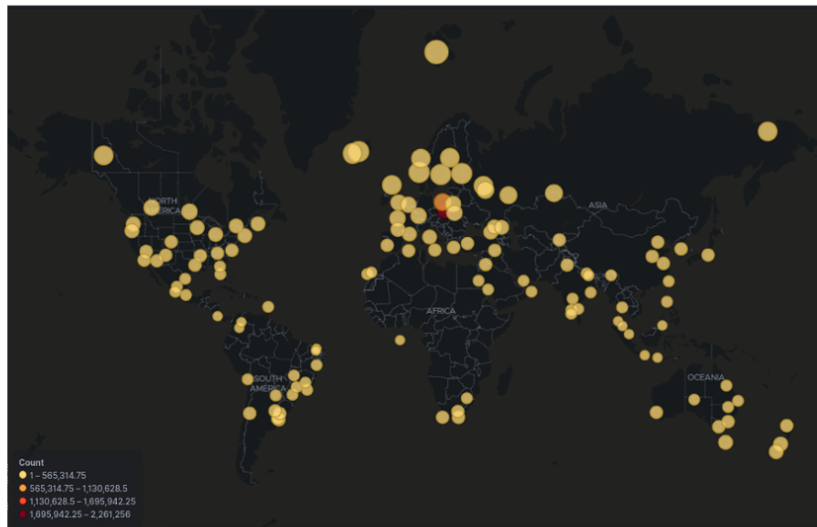 NORTH
AMERICA
ASIA
AFRICA
SOUTH
AMERICA
OCEANIA
Count
1 – 565,314.75
565,314.75 – 1,130,628.5
1,130,628.5 – 1,695,942.25
1,695,942.25 – 2,261,256